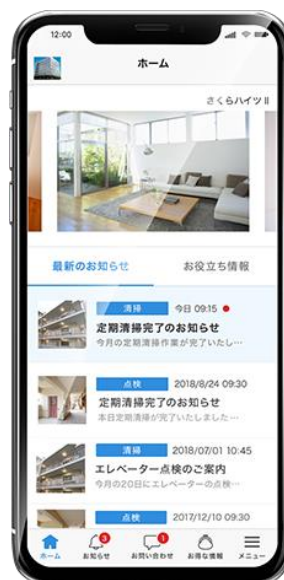 12:00
ホーム
さくらハイツ II
最新のお知らせ
お役立ち情報
清掃 今日 09:15
定期清掃完了のお知らせ
今月の定期清掃作業が完了いたし…
点検 2018/8/24 09:30
定期清掃完了のお知らせ
本日定期清掃が完了いたしました…
清掃 2018/07/01 10:45
エレベーター点検のご案内
今月の20日にエレベーターの点検…
点検 2017/12/10 09:30
3
1
ホーム
お知らせ
お問い合わせ
お得な情報
メニュー